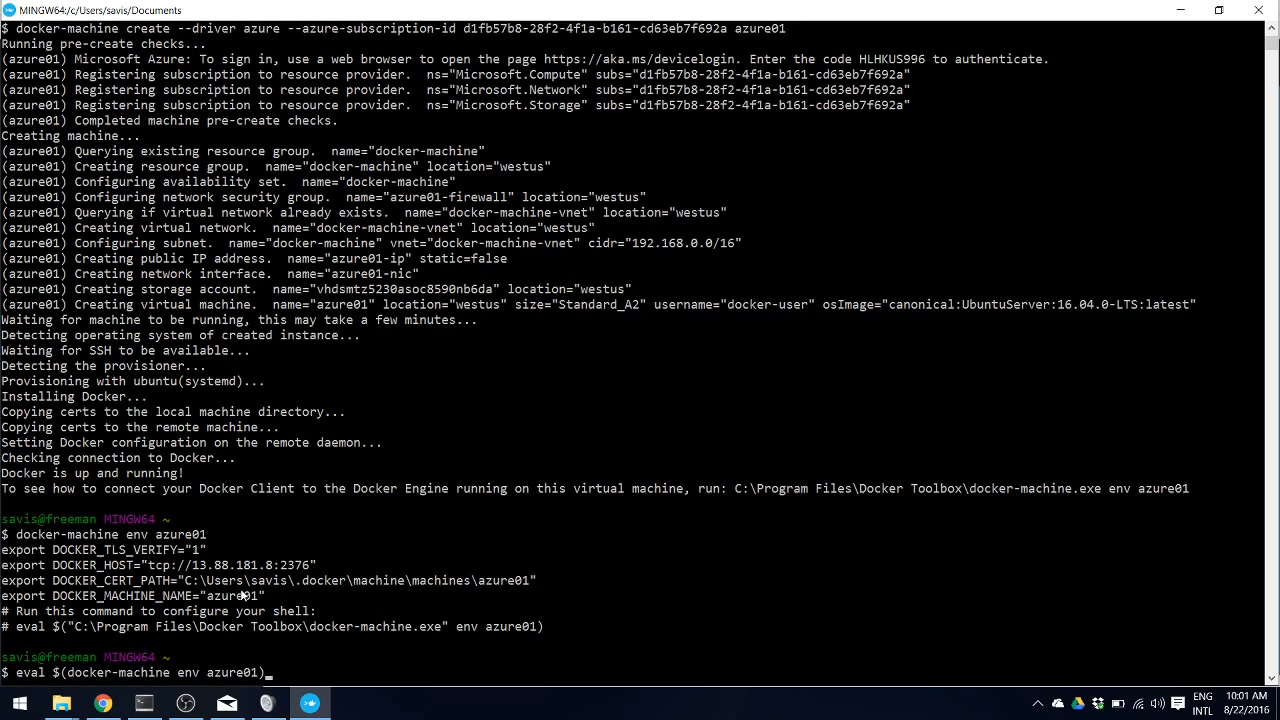 MINGW64:/c/Users/savis/Documents
$ docker-machine create --driver azure --azure-subscription-id d1fb57b8-28f2-4f1a-b161-cd63eb7f692a azure01
Running pre-create checks...
(azure01) Microsoft Azure: To sign in, use a web browser to open the page https://aka.ms/devicelogin. Enter the code HLHKUS996 to authenticate.
(azure01) Registering subscription to resource provider.  ns="Microsoft.Compute" subs="d1fb57b8-28f2-4f1a-b161-cd63eb7f692a"
(azure01) Registering subscription to resource provider.  ns="Microsoft.Network" subs="d1fb57b8-28f2-4f1a-b161-cd63eb7f692a"
(azure01) Registering subscription to resource provider.  ns="Microsoft.Storage" subs="d1fb57b8-28f2-4f1a-b161-cd63eb7f692a"
(azure01) Completed machine pre-create checks.
Creating machine...
(azure01) Querying existing resource group.  name="docker-machine"
(azure01) Creating resource group.  name="docker-machine" location="westus"
(azure01) Configuring availability set.  name="docker-machine"
(azure01) Configuring network security group.  name="azure01-firewall" location="westus"
(azure01) Querying if virtual network already exists.  name="docker-machine-vnet" location="westus"
(azure01) Creating virtual network.  name="docker-machine-vnet" location="westus"
(azure01) Configuring subnet.  name="docker-machine" vnet="docker-machine-vnet" cidr="192.168.0.0/16"
(azure01) Creating public IP address.  name="azure01-ip" static=false
(azure01) Creating network interface.  name="azure01-nic"
(azure01) Creating storage account.  name="vhdsmtz5230asoc8590nb6da" location="westus"
(azure01) Creating virtual machine.  name="azure01" location="westus" size="Standard_A2" username="docker-user" osImage="canonical:UbuntuServer:16.04.0-LTS:latest"
Waiting for machine to be running, this may take a few minutes...
Detecting operating system of created instance...
Waiting for SSH to be available...
Detecting the provisioner...
Provisioning with ubuntu(systemd)...
Installing Docker...
Copying certs to the local machine directory...
Copying certs to the remote machine...
Setting Docker configuration on the remote daemon...
Checking connection to Docker...
Docker is up and running!
To see how to connect your Docker Client to the Docker Engine running on this virtual machine, run: C:\Program Files\Docker Toolbox\docker-machine.exe env azure01
savis@freeman MINGW64 ~
$ docker-machine env azure01
export DOCKER_TLS_VERIFY="1"
export DOCKER_HOST="tcp://13.88.181.8:2376"
export DOCKER_CERT_PATH="C:\Users\savis\.docker\machine\machines\azure01"
export DOCKER_MACHINE_NAME="azure01"
# Run this command to configure your shell:
# eval $("C:\Program Files\Docker Toolbox\docker-machine.exe" env azure01)
savis@freeman MINGW64 ~
$ eval $(docker-machine env azure01)
ENG 10:01 AM
INTL 8/22/2016